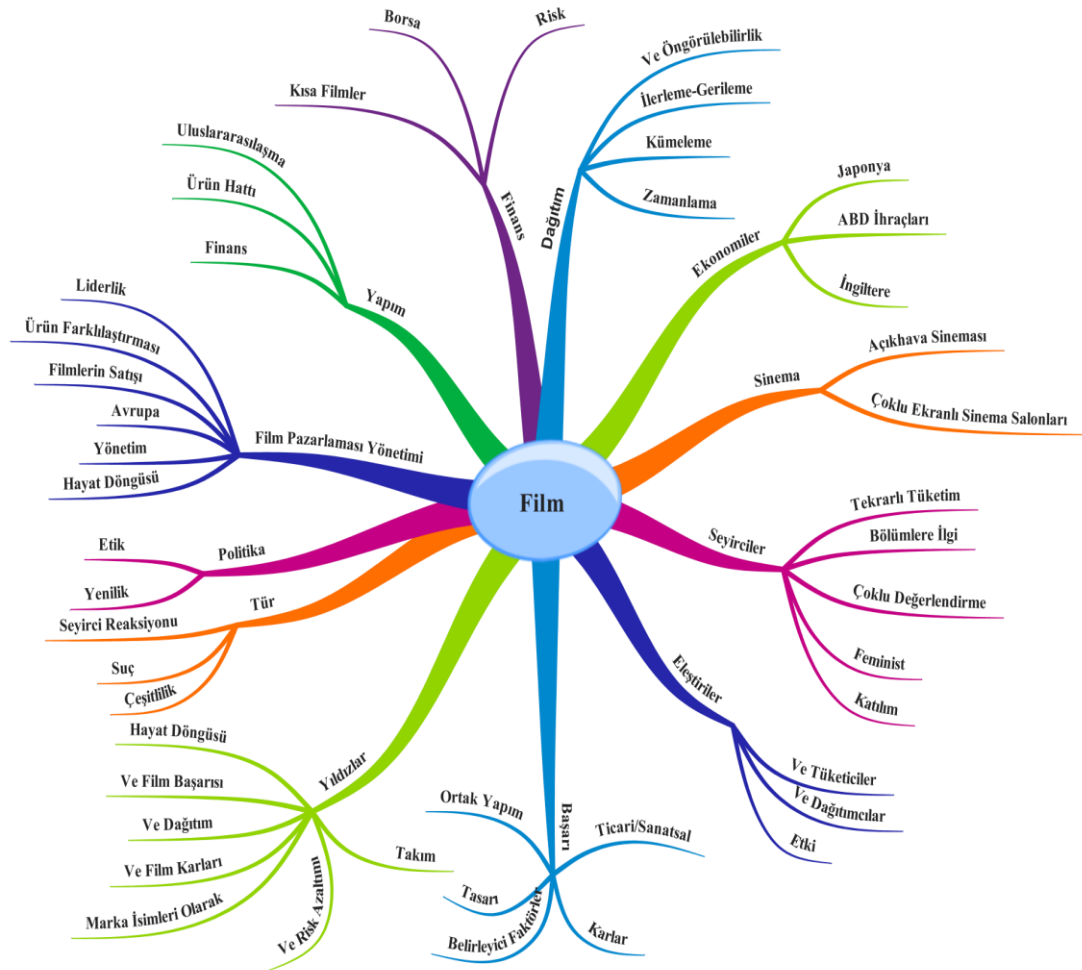 Film
Finans
Borsa
Risk
Kısa Filmler
Dağıtım
Ve Öngörülebilirlik
İlerleme-Gerileme
Kümeleme
Zamanlama
Ekonomiler
Japonya
ABD İhraçları
İngiltere
Sinema
Açıkhava Sineması
Çoklu Ekranlı Sinema Salonları
Seyirciler
Tekrarlı Tüketim
Bölümlere İlgi
Çoklu Değerlendirme
Feminist
Katılım
Eleştiriler
Ve Tüketiciler
Ve Dağıtımcılar
Etki
Başarı
Ortak Yapım
Ticari/Sanatsal
Tasarı
Belirleyici Faktörler
Karlar
Yıldızlar
Hayat Döngüsü
Ve Film Başarısı
Ve Dağıtım
Ve Film Karları
Marka İsimleri Olarak
Ve Risk Azaltımı
Takım
Tür
Seyirci Reaksiyonu
Suç
Çeşitlilik
Politika
Etik
Yenilik
Film Pazarlaması Yönetimi
Liderlik
Ürün Farklılaştırması
Filmlerin Satışı
Avrupa
Yönetim
Hayat Döngüsü
Yapım
Uluslararasılaşma
Ürün Hattı
Finans